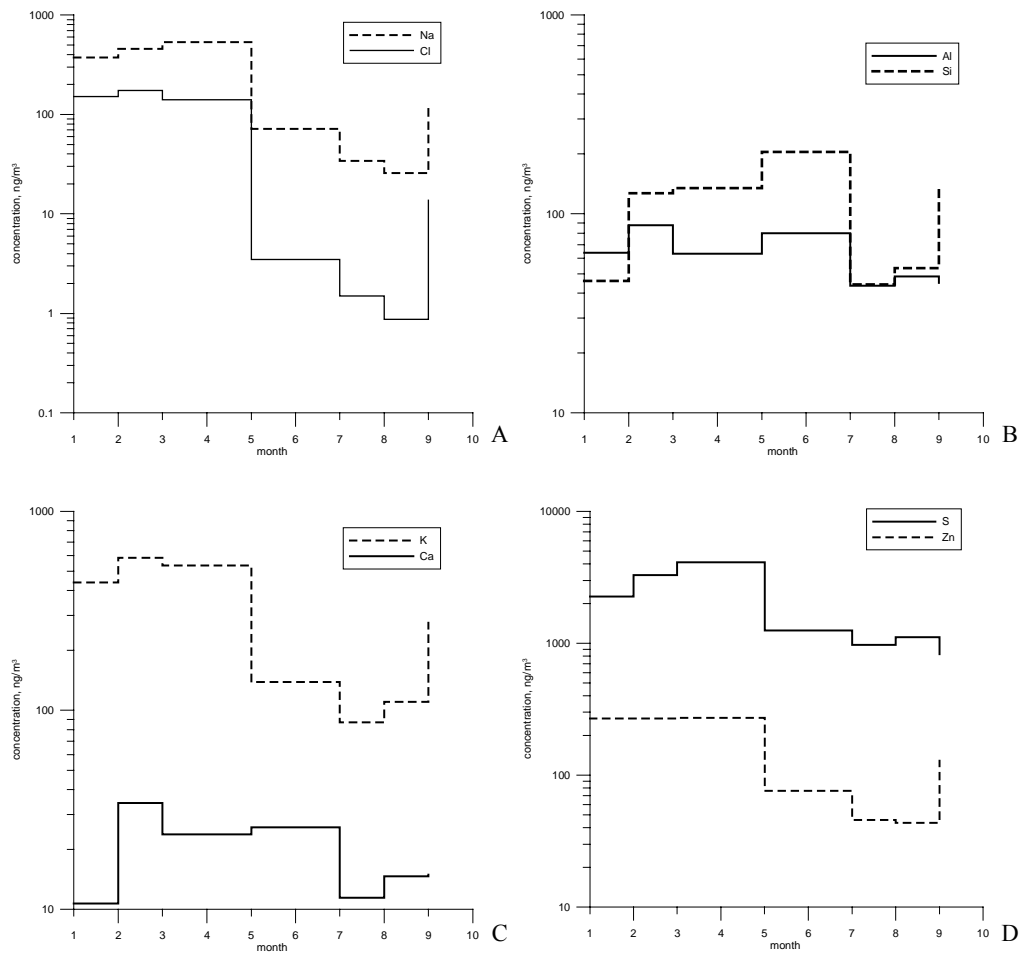 1000
100
10
1
0.1
concentration, ng/m³
Na
Cl
1 2 3 4 5 6 7 8 9 10
month
A
1000
100
10
concentration, ng/m³
Al
Si
1 2 3 4 5 6 7 8 9 10
month
B
1000
100
10
concentration, ng/m³
K
Ca
1 2 3 4 5 6 7 8 9 10
month
C
10000
1000
100
10
concentration, ng/m³
S
Zn
1 2 3 4 5 6 7 8 9 10
month
D